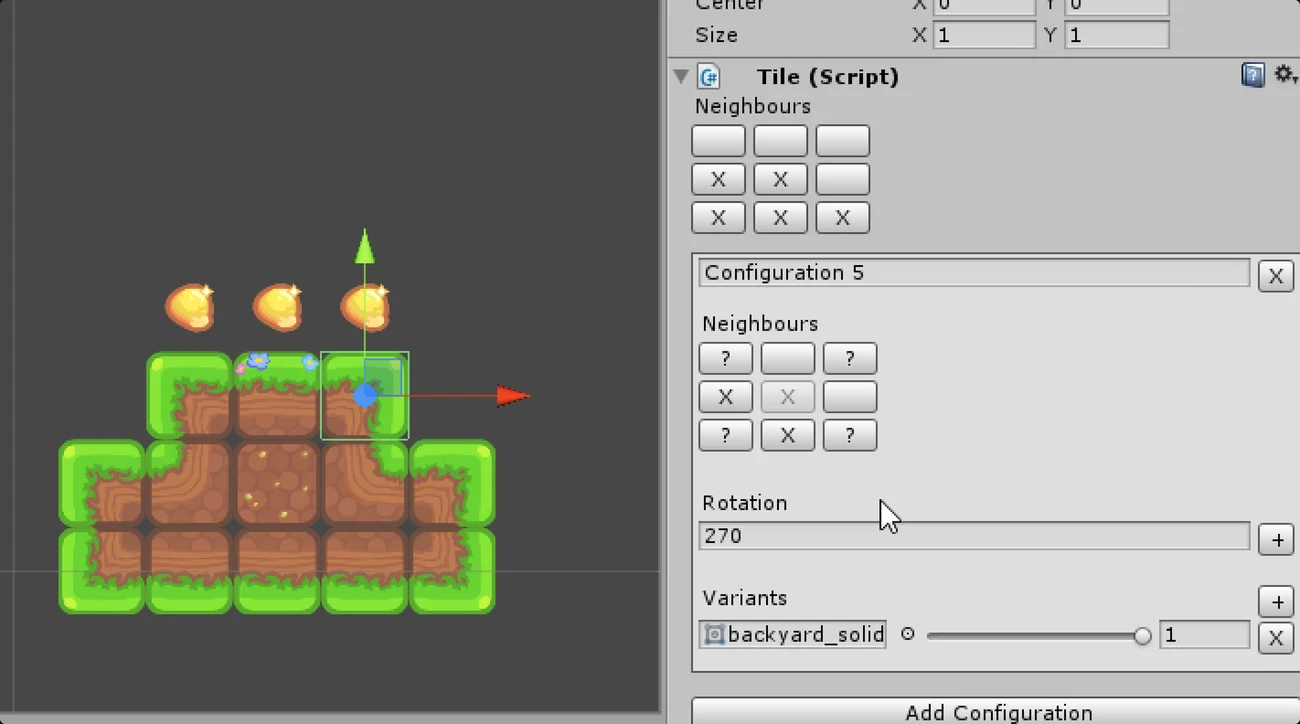 Center X 0 Y 0
Size X 1 Y 1
Tile (Script)
Neighbours
X X
X X X
Configuration 5 X
Neighbours
? ?
X X
? X ?
Rotation
270 +
Variants +
backyard_solid 1 X
Add Configuration